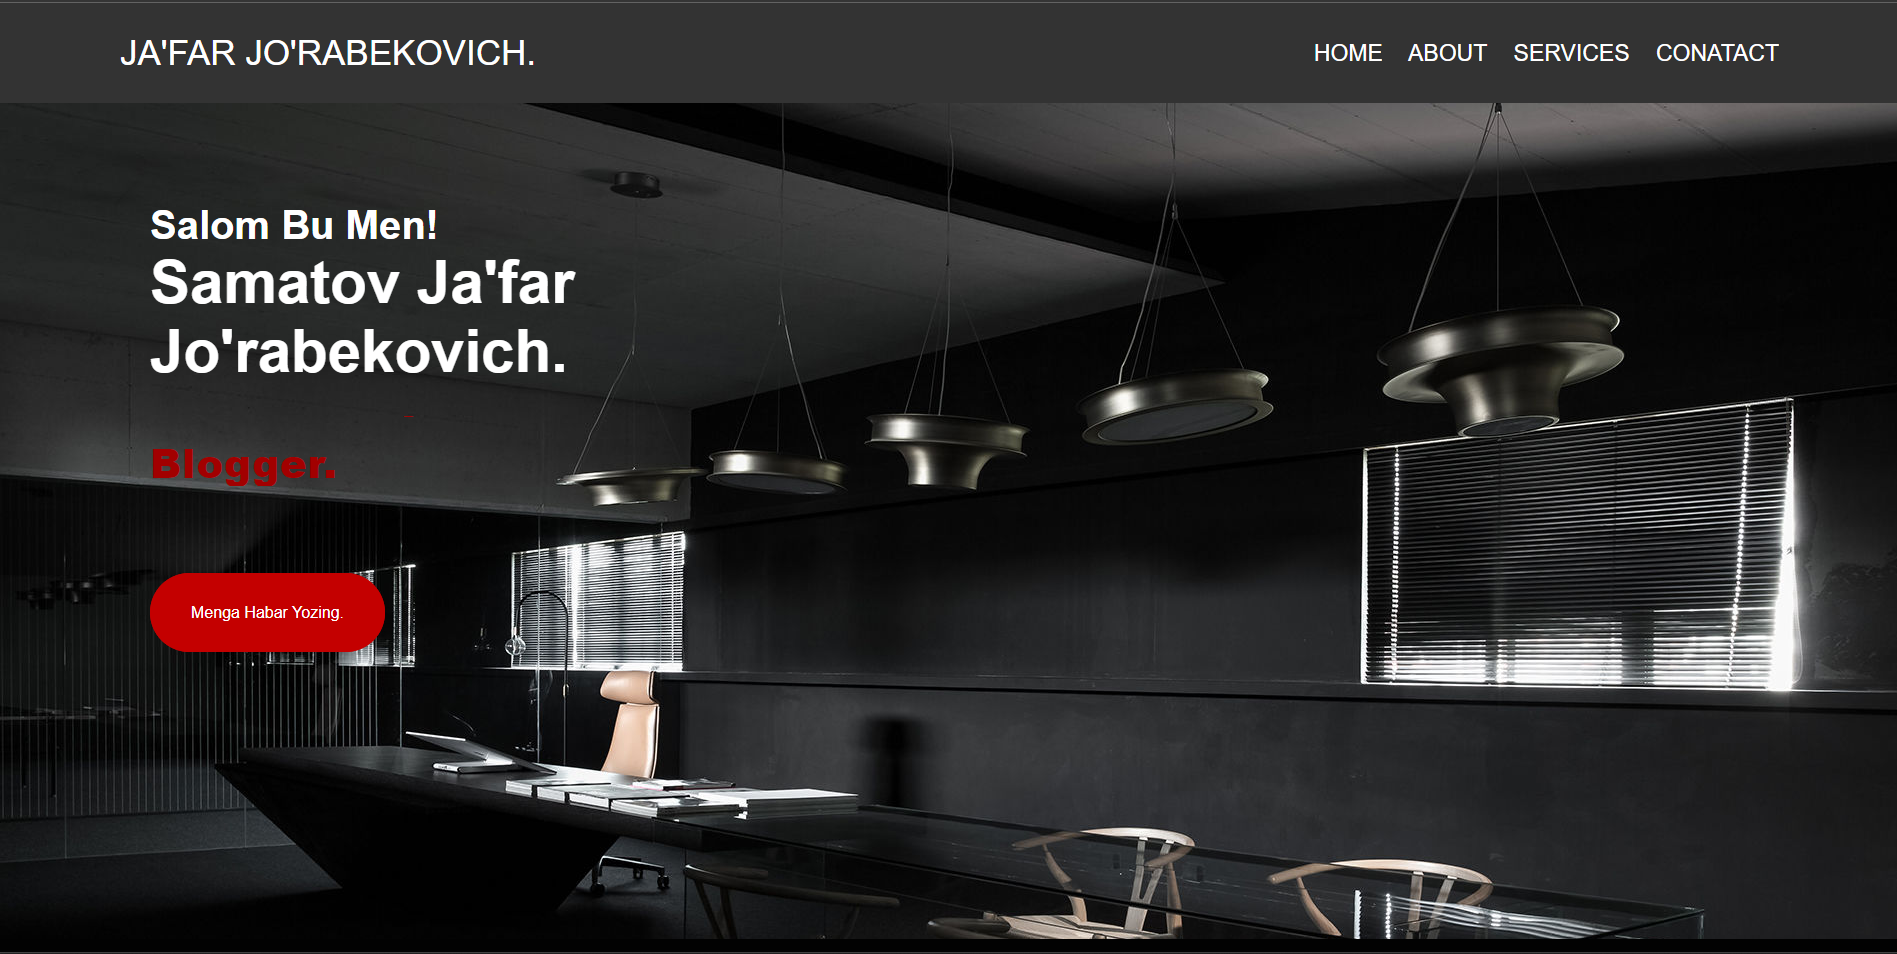 JA'FAR JO'RABEKOVICH.
HOME ABOUT SERVICES CONATACT
Salom Bu Men!
Samatov Ja'far
Jo'rabekovich.
Blogger.
Menga Habar Yozing.